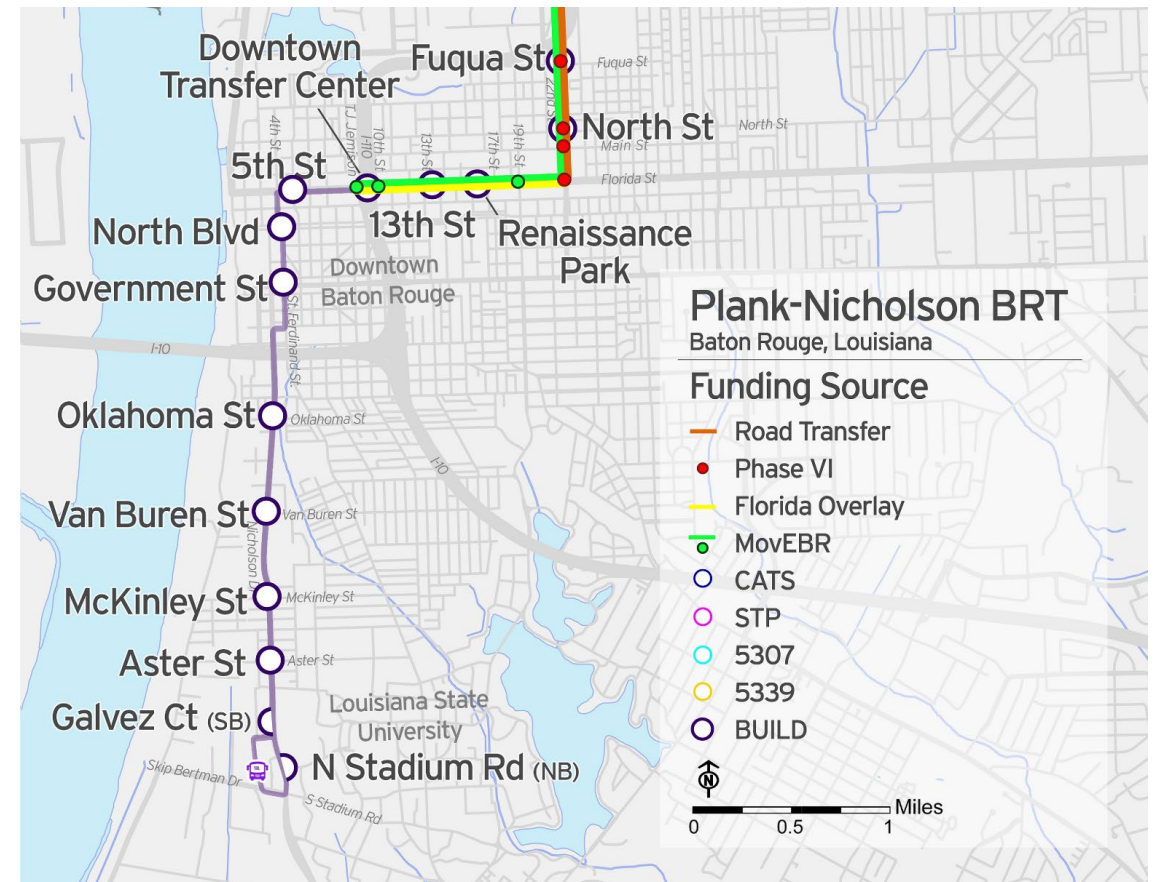 Downtown
Transfer Center
Fuqua St
Fuqua St
22nd St
North St
North St
Main St
Florida St
4th St
TJ Jemison
I-110
10th St
13th St
17th St
19th St
5th St
13th St
Renaissance
Park
North Blvd
Downtown
Baton Rouge
Government St
St. Ferdinand St.
I-10
Oklahoma St
Oklahoma St
I-10
Van Buren St
Van Buren St
Nicholson Dr
McKinley St
McKinley St
Aster St
Aster St
Galvez Ct (SB)
Louisiana State
University
N Stadium Rd (NB)
Skip Bertman Dr
S Stadium Rd
Plank-Nicholson BRT
Baton Rouge, Louisiana
Funding Source
Road Transfer
Phase VI
Florida Overlay
MovEBR
CATS
STP
5307
5339
BUILD
N
Miles
0 0.5 1